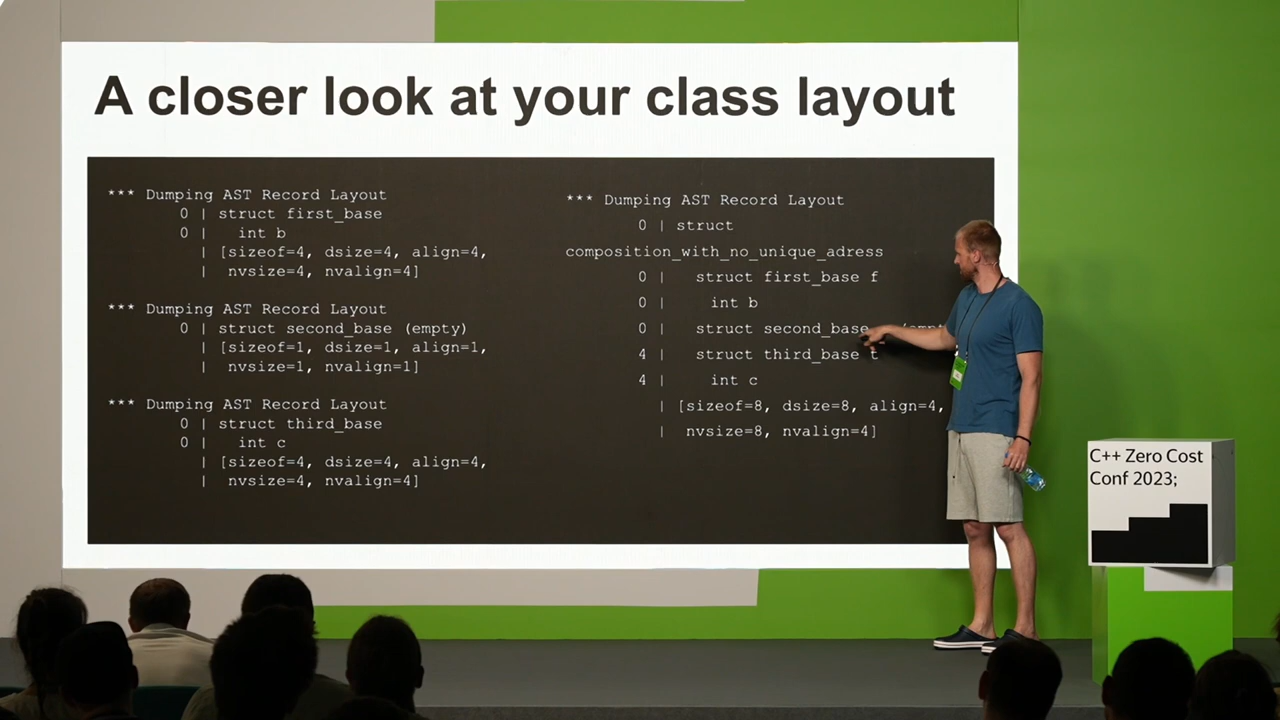 A closer look at your class layout
*** Dumping AST Record Layout
0 | struct first_base
0 | int b
| [sizeof=4, dsize=4, align=4,
| nvsize=4, nvalign=4]
*** Dumping AST Record Layout
0 | struct second_base (empty)
| [sizeof=1, dsize=1, align=1,
| nvsize=1, nvalign=1]
*** Dumping AST Record Layout
0 | struct third_base
0 | int c
| [sizeof=4, dsize=4, align=4,
| nvsize=4, nvalign=4]
*** Dumping AST Record Layout
0 | struct
composition_with_no_unique_adress
0 | struct first_base f
0 | int b
0 | struct second_base
4 | struct third_base t
4 | int c
| [sizeof=8, dsize=8, align=4,
| nvsize=8, nvalign=4]
C++ Zero Cost
Conf 2023;